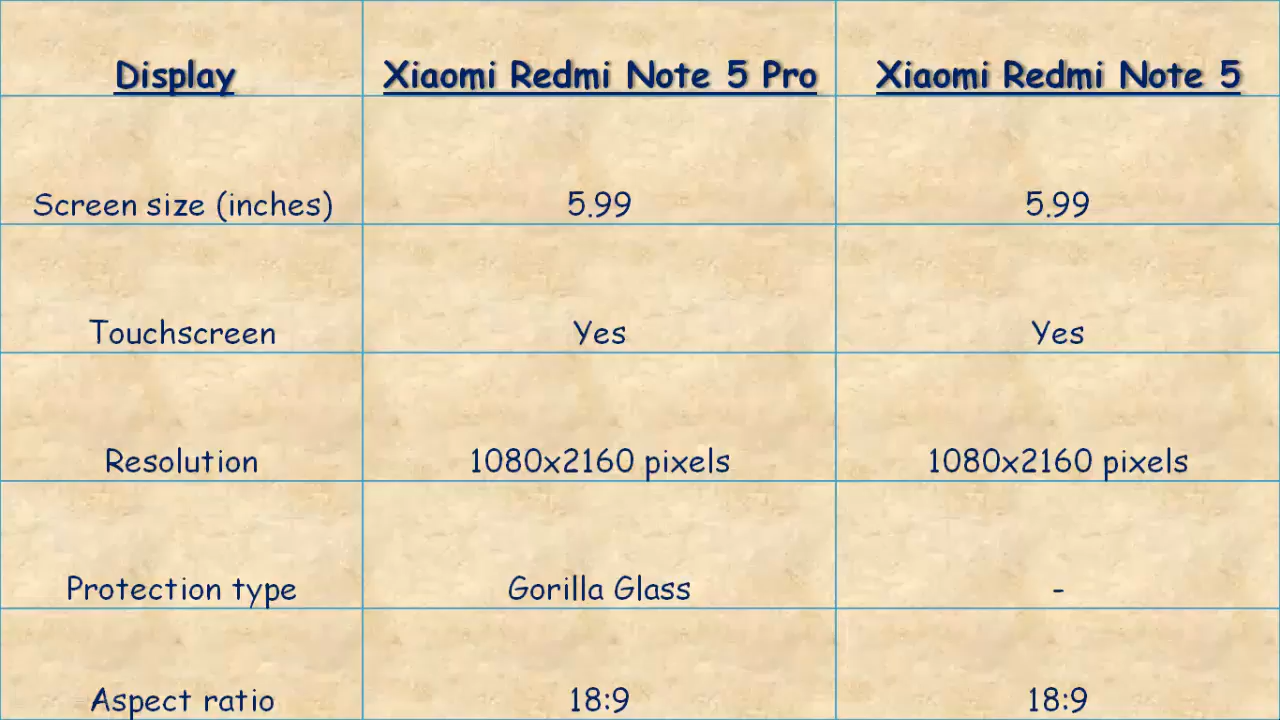 Display Xiaomi Redmi Note 5 Pro Xiaomi Redmi Note 5
Screen size (inches) 5.99 5.99
Touchscreen Yes Yes
Resolution 1080x2160 pixels 1080x2160 pixels
Protection type Gorilla Glass -
Aspect ratio 18:9 18:9